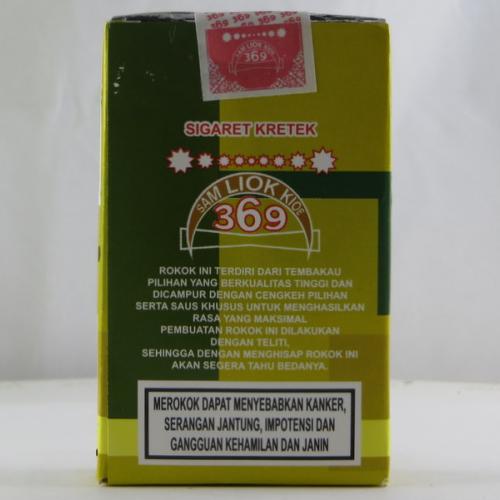 369 369 369
SAM LIOK KIOE
369
SIGARET KRETEK
SAM LIOK KIOE
369
ROKOK INI TERDIRI DARI TEMBAKAU
PILIHAN YANG BERKUALITAS TINGGI DAN
DICAMPUR DENGAN CENGKEH PILIHAN
SERTA SAUS KHUSUS UNTUK MENGHASILKAN
RASA YANG MAKSIMAL
PEMBUATAN ROKOK INI DILAKUKAN
DENGAN TELITI,
SEHINGGA DENGAN MENGHISAP ROKOK INI
AKAN SEGERA TAHU BEDANYA.
MEROKOK DAPAT MENYEBABKAN KANKER,
SERANGAN JANTUNG, IMPOTENSI DAN
GANGGUAN KEHAMILAN DAN JANIN